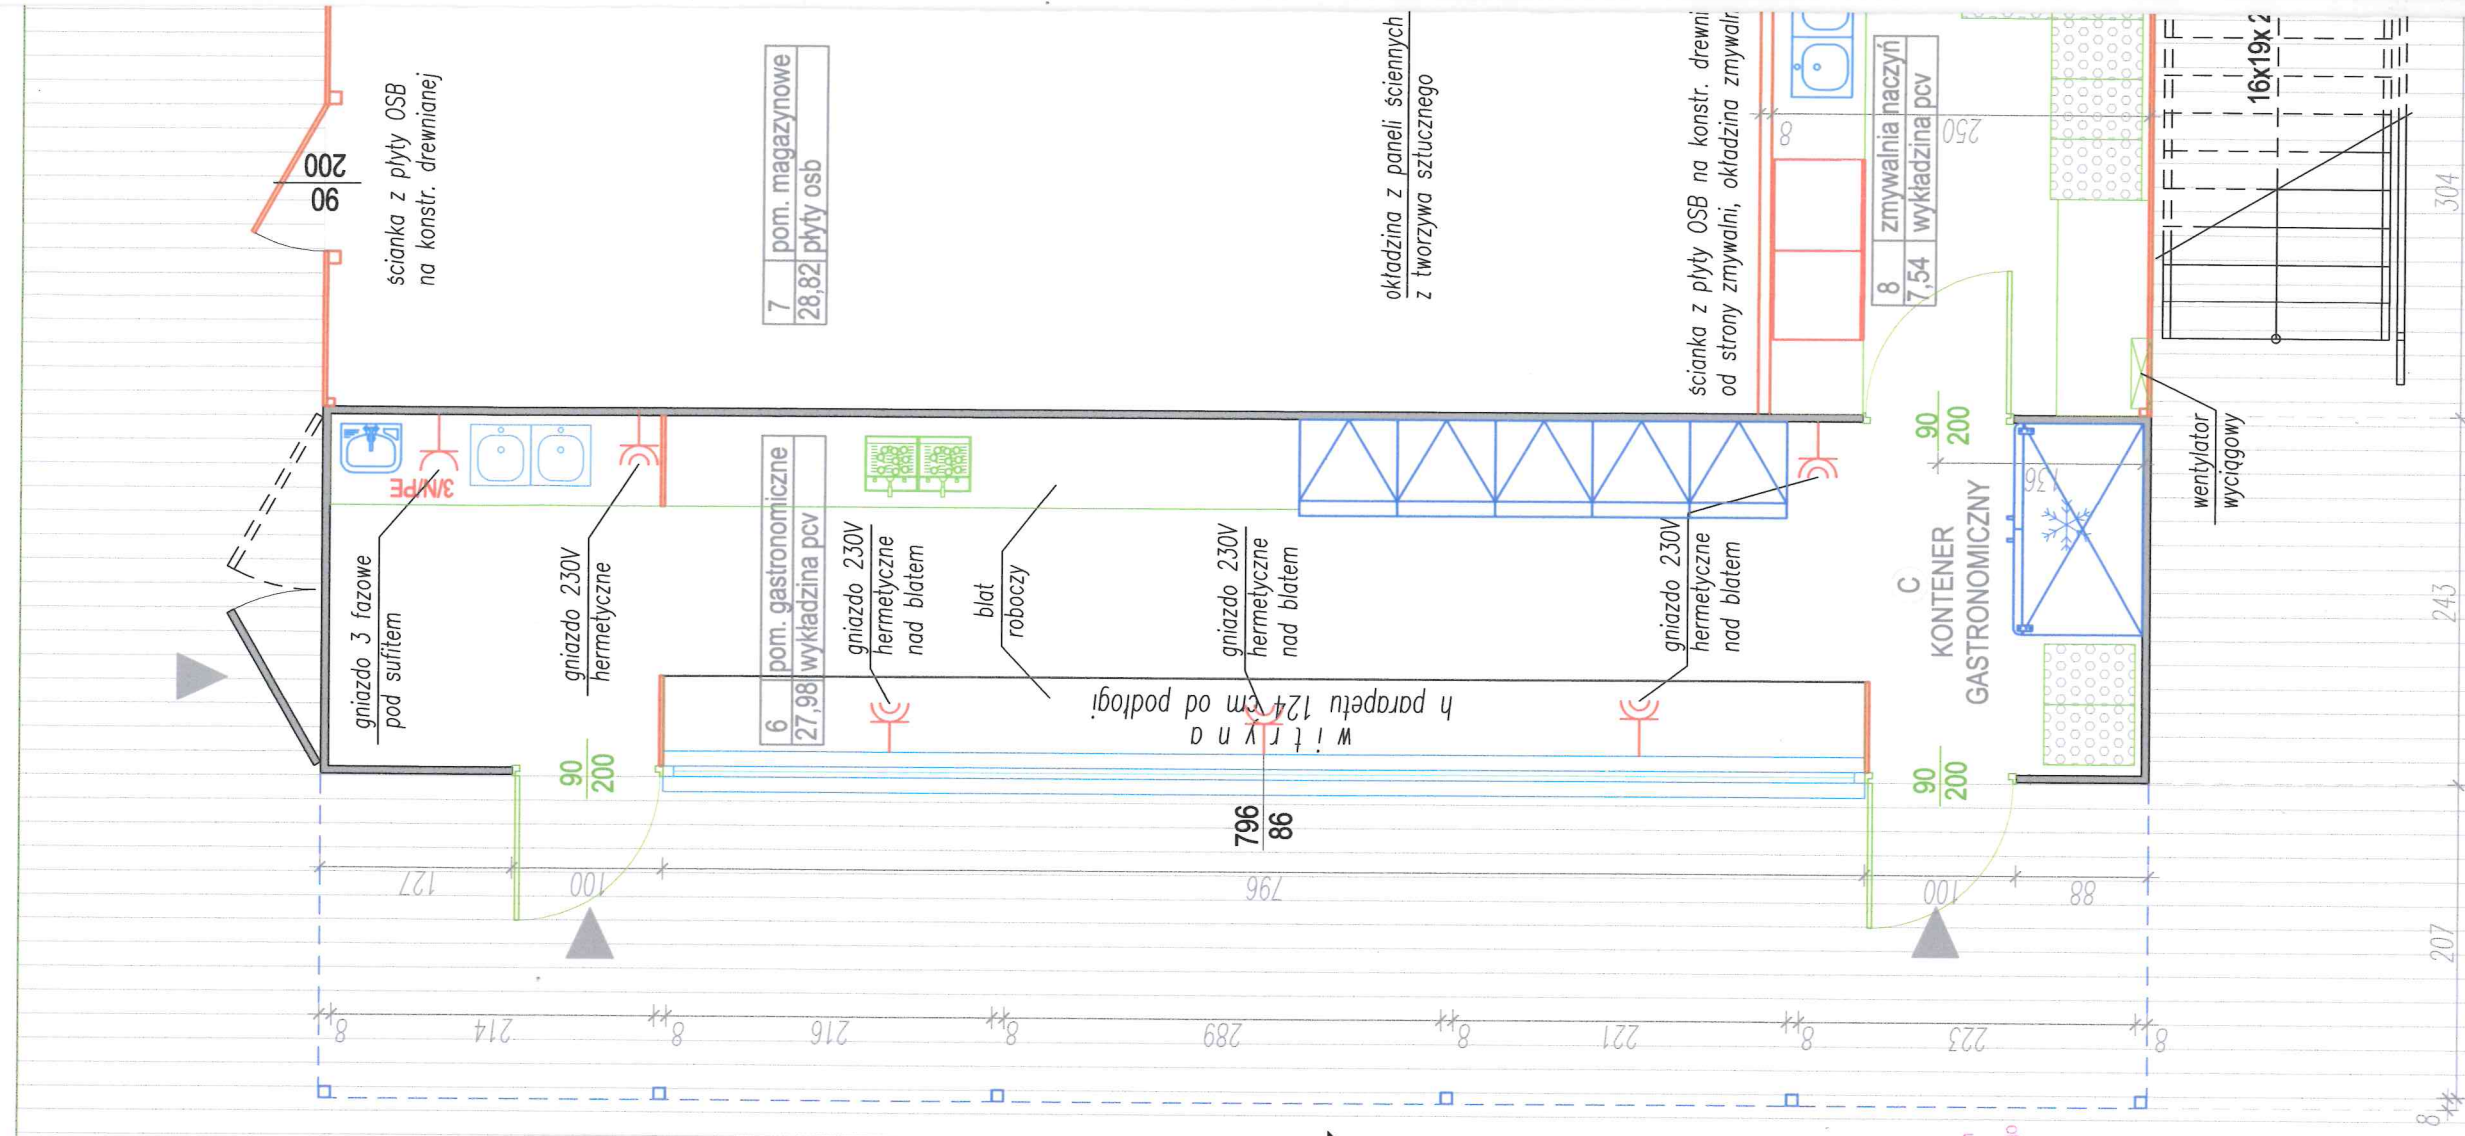 ścianka z płyty OSB
na konstr. drewnianej
90
200
7 pom. magazynowe
28,82 płyty osb
okładzina z paneli ściennych
z tworzywa sztucznego
ścianka z płyty OSB na konstr.
od strony zmywalni, okładzina
8 zmywalnia naczyń
7,54 wykładzina pcv
8
250
16x19x
304
3/N/PE
gniazdo 3 fazowe
pod sufitem
gniazdo 230V
hermetyczne
6 pom. gastronomiczne
27,98 wykładzina pcv
gniazdo 230V
hermetyczne
nad blatem
blat
roboczy
gniazdo 230V
hermetyczne
nad blatem
gniazdo 230V
hermetyczne
nad blatem
witryna
h parapetu 124 cm od podłogi
C
KONTENER
GASTRONOMICZNY
90
200
136
wentylator
wyciągowy
243
90
200
796
86
90
200
127
100
796
100
88
207
8
214
8
216
8
289
8
221
8
223
8
8